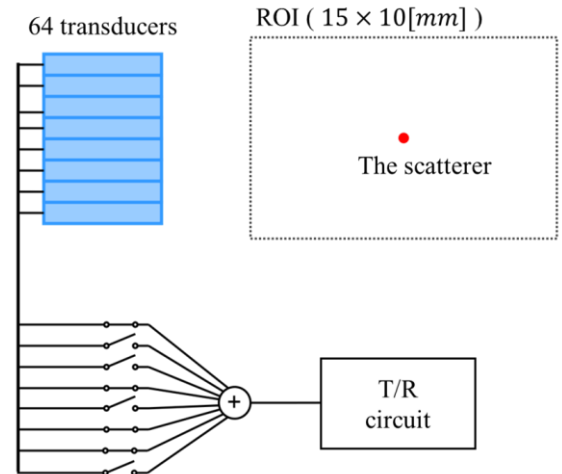 64 transducers
ROI ( 15 × 10[mm] )
The scatterer
+
T/R
circuit